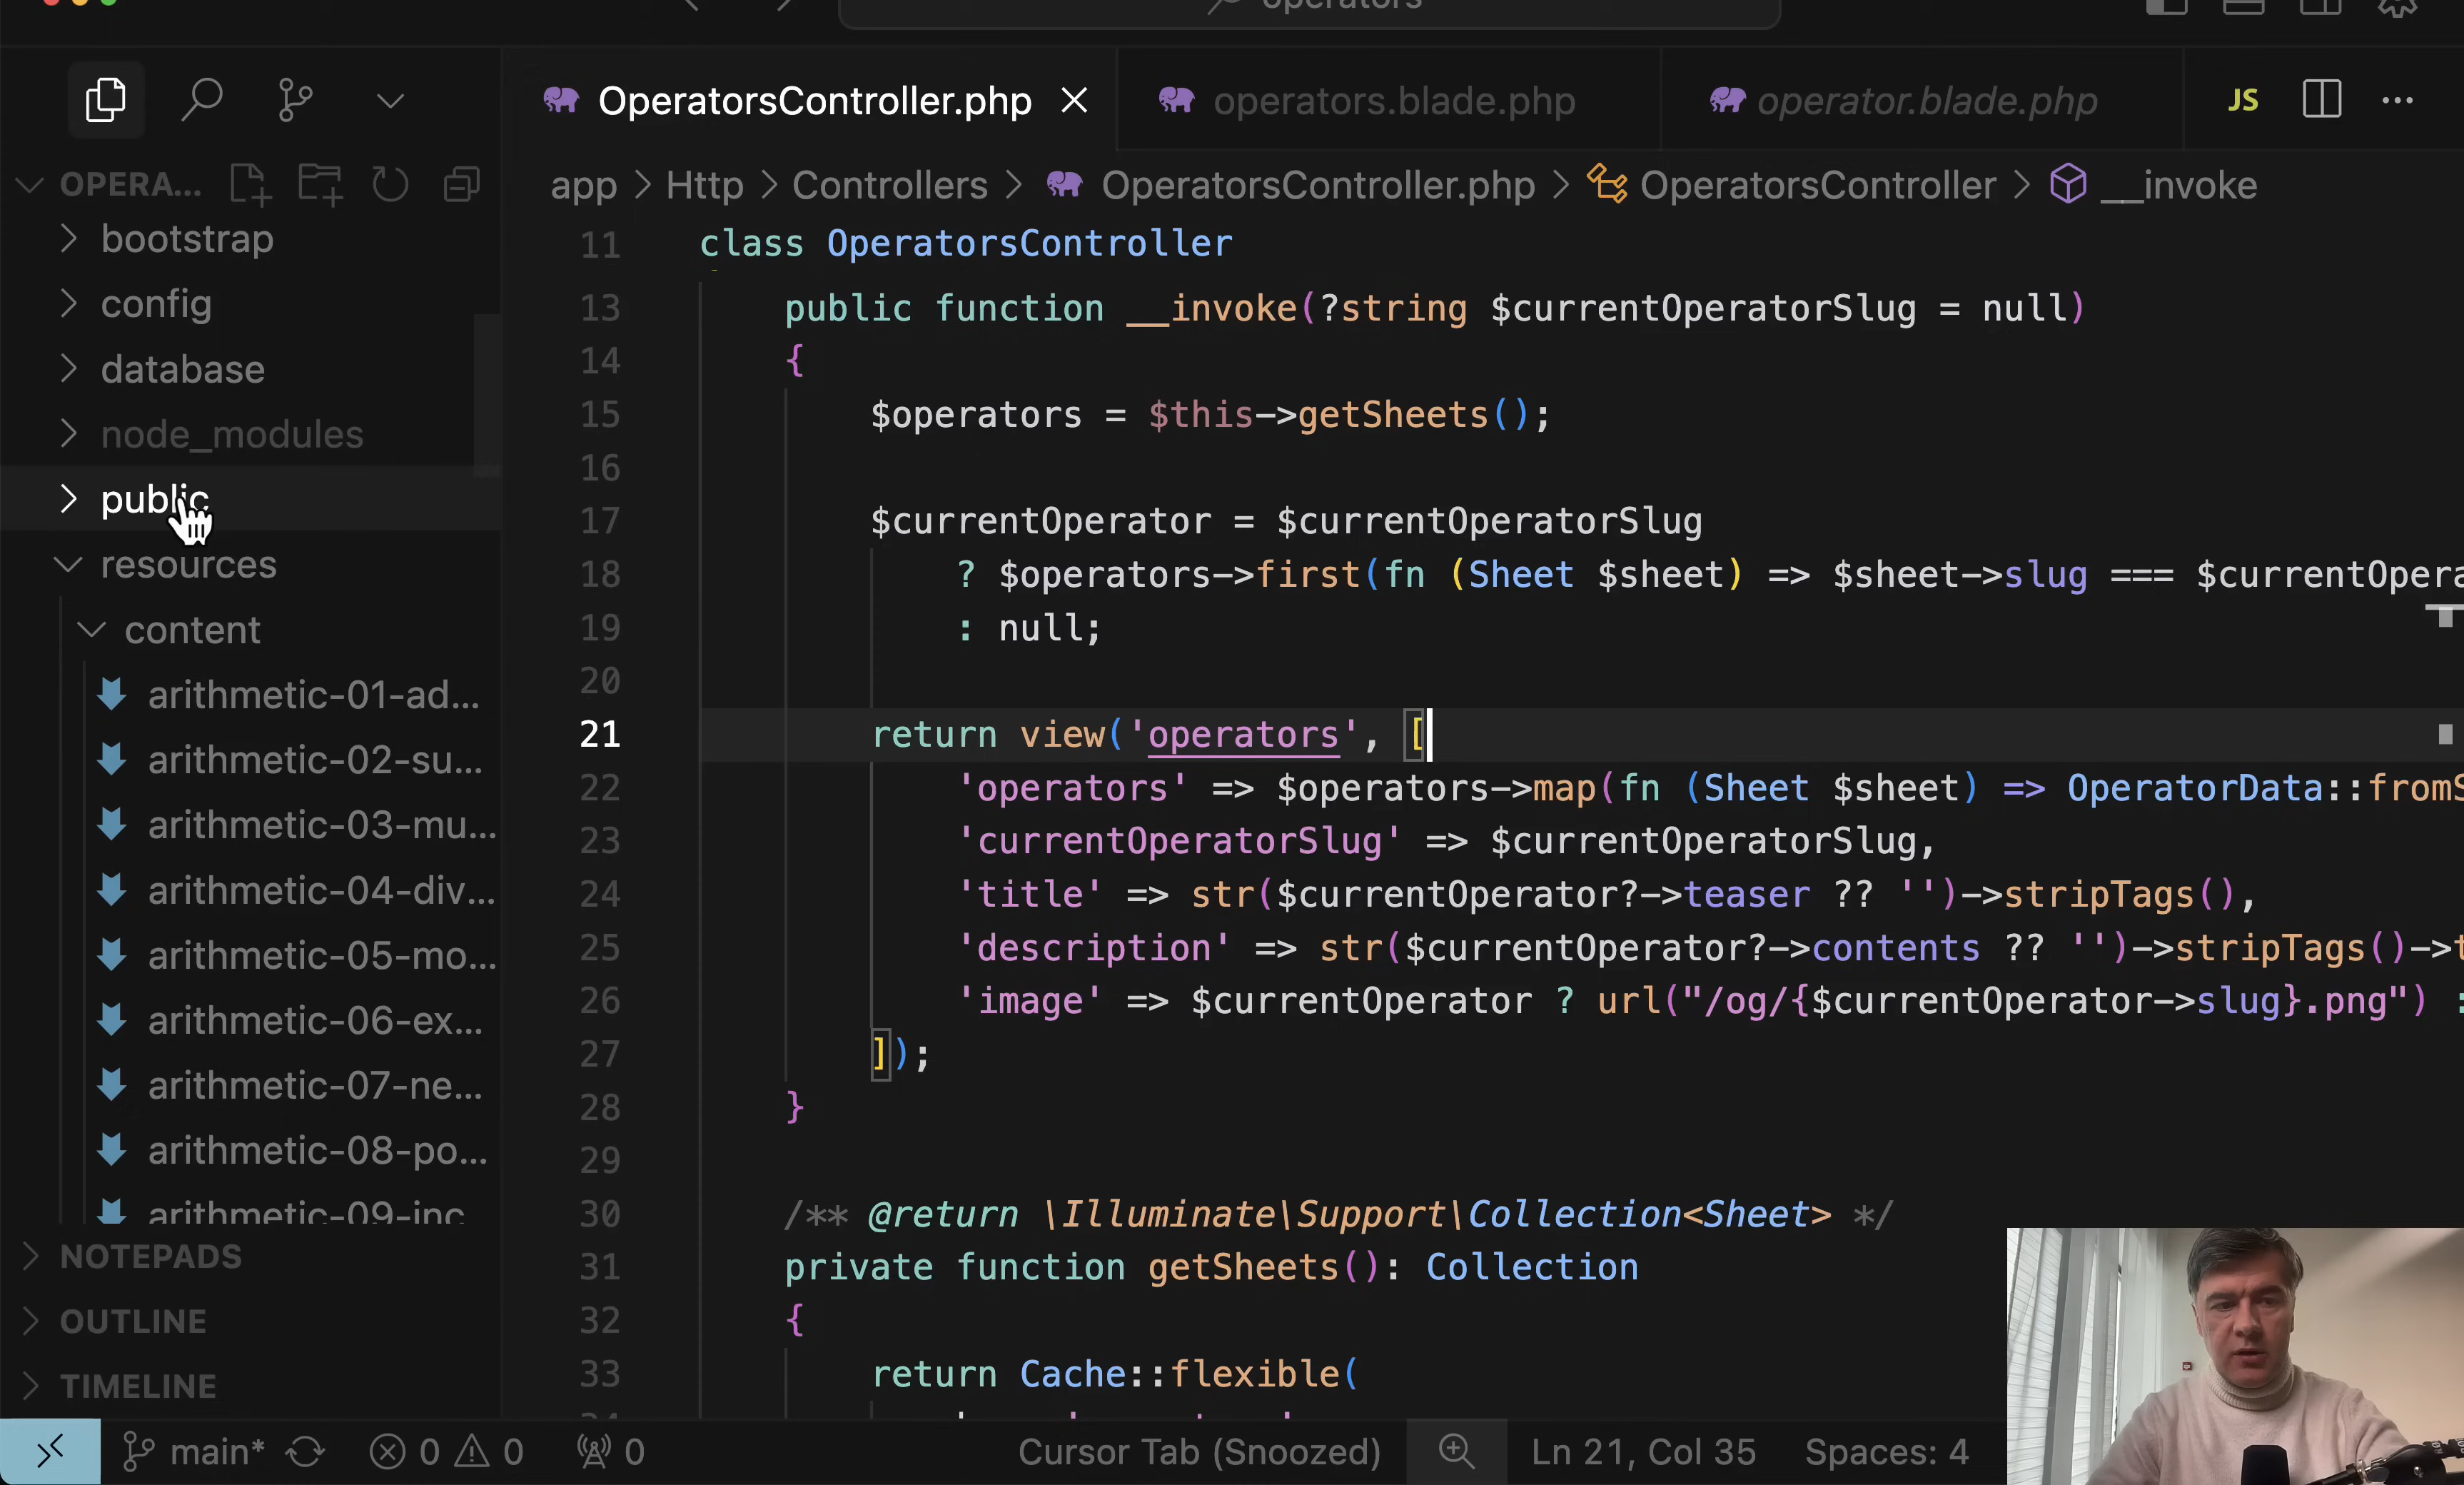 operators
OperatorsController.php
operators.blade.php
operator.blade.php
JS
OPERA...
app > Http > Controllers > OperatorsController.php > OperatorsController > __invoke
bootstrap
config
database
node_modules
public
resources
content
arithmetic-01-ad...
arithmetic-02-su...
arithmetic-03-mu...
arithmetic-04-div...
arithmetic-05-mo...
arithmetic-06-ex...
arithmetic-07-ne...
arithmetic-08-po...
arithmetic-09-inc
NOTEPADS
OUTLINE
TIMELINE
11 class OperatorsController
13 public function __invoke(?string $currentOperatorSlug = null)
14 {
15 $operators = $this->getSheets();
16
17 $currentOperator = $currentOperatorSlug
18 ? $operators->first(fn (Sheet $sheet) => $sheet->slug === $currentOpera
19 : null;
20
21 return view('operators', [
22 'operators' => $operators->map(fn (Sheet $sheet) => OperatorData::fromS
23 'currentOperatorSlug' => $currentOperatorSlug,
24 'title' => str($currentOperator?->teaser ?? '')->stripTags(),
25 'description' => str($currentOperator?->contents ?? '')->stripTags()->t
26 'image' => $currentOperator ? url("/og/{$currentOperator->slug}.png") :
27 ]);
28 }
29
30 /** @return \Illuminate\Support\Collection<Sheet> */
31 private function getSheets(): Collection
32 {
33 return Cache::flexible(
main* 0 0 0
Cursor Tab (Snoozed) Ln 21, Col 35 Spaces: 4